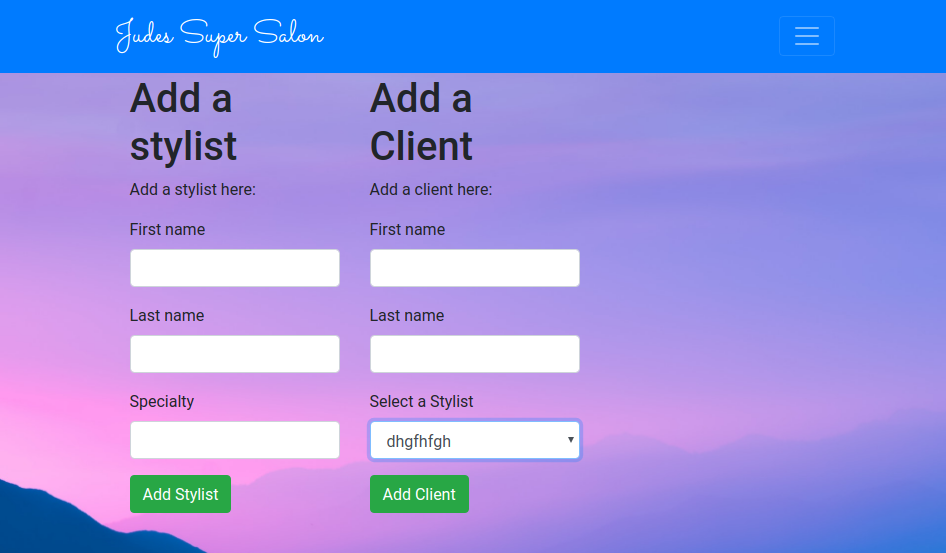 Judes Super Salon
Add a
stylist
Add a stylist here:
First name
Last name
Specialty
Add Stylist
Add a
Client
Add a client here:
First name
Last name
Select a Stylist
dhgfhfgh
Add Client